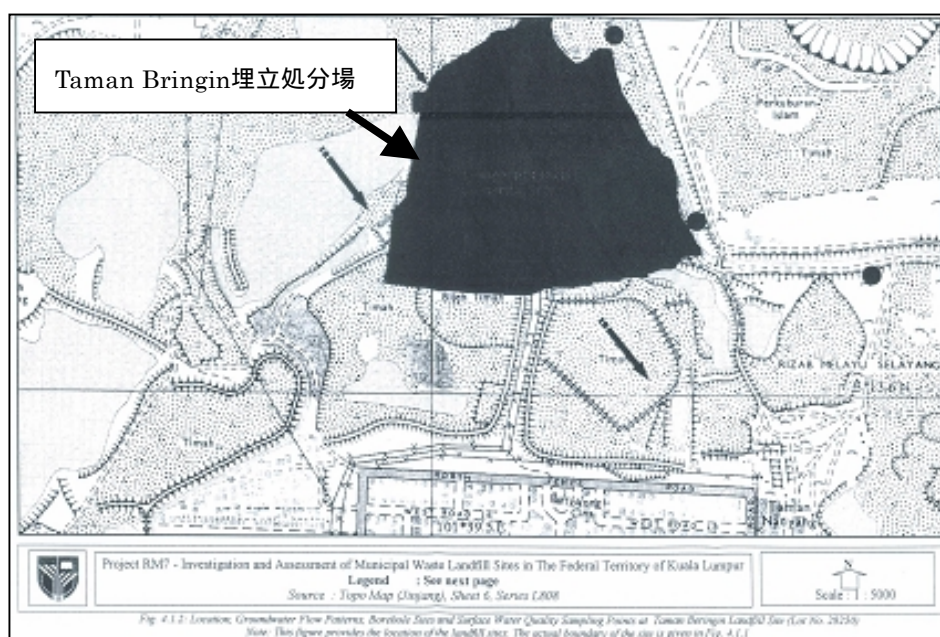 Taman Bringin埋立処分場
Perkuburan
Islam
Timah
Timah
Bijeh Timah
RIZAB MELAYU SELAYANG
Timah
Taman
Nanyang
Project RM7 - Investigation and Assessment of Municipal Waste Landfill Sites in The Federal Territory of Kuala Lumpur
Legend : See next page
Source : Topo Map (Jinjang), Sheet 6, Series L808
N
Scale 1 : 5000
Fig. 4.1.2: Location, Groundwater Flow Patterns, Borehole Sites and Surface Water Quality Sampling Points at Taman Beringin Landfill Site (Lot No. 28250)
Note: This figure provides the location of the landfill sites. The actual boundary of the site is given in Fig. 4.1.1